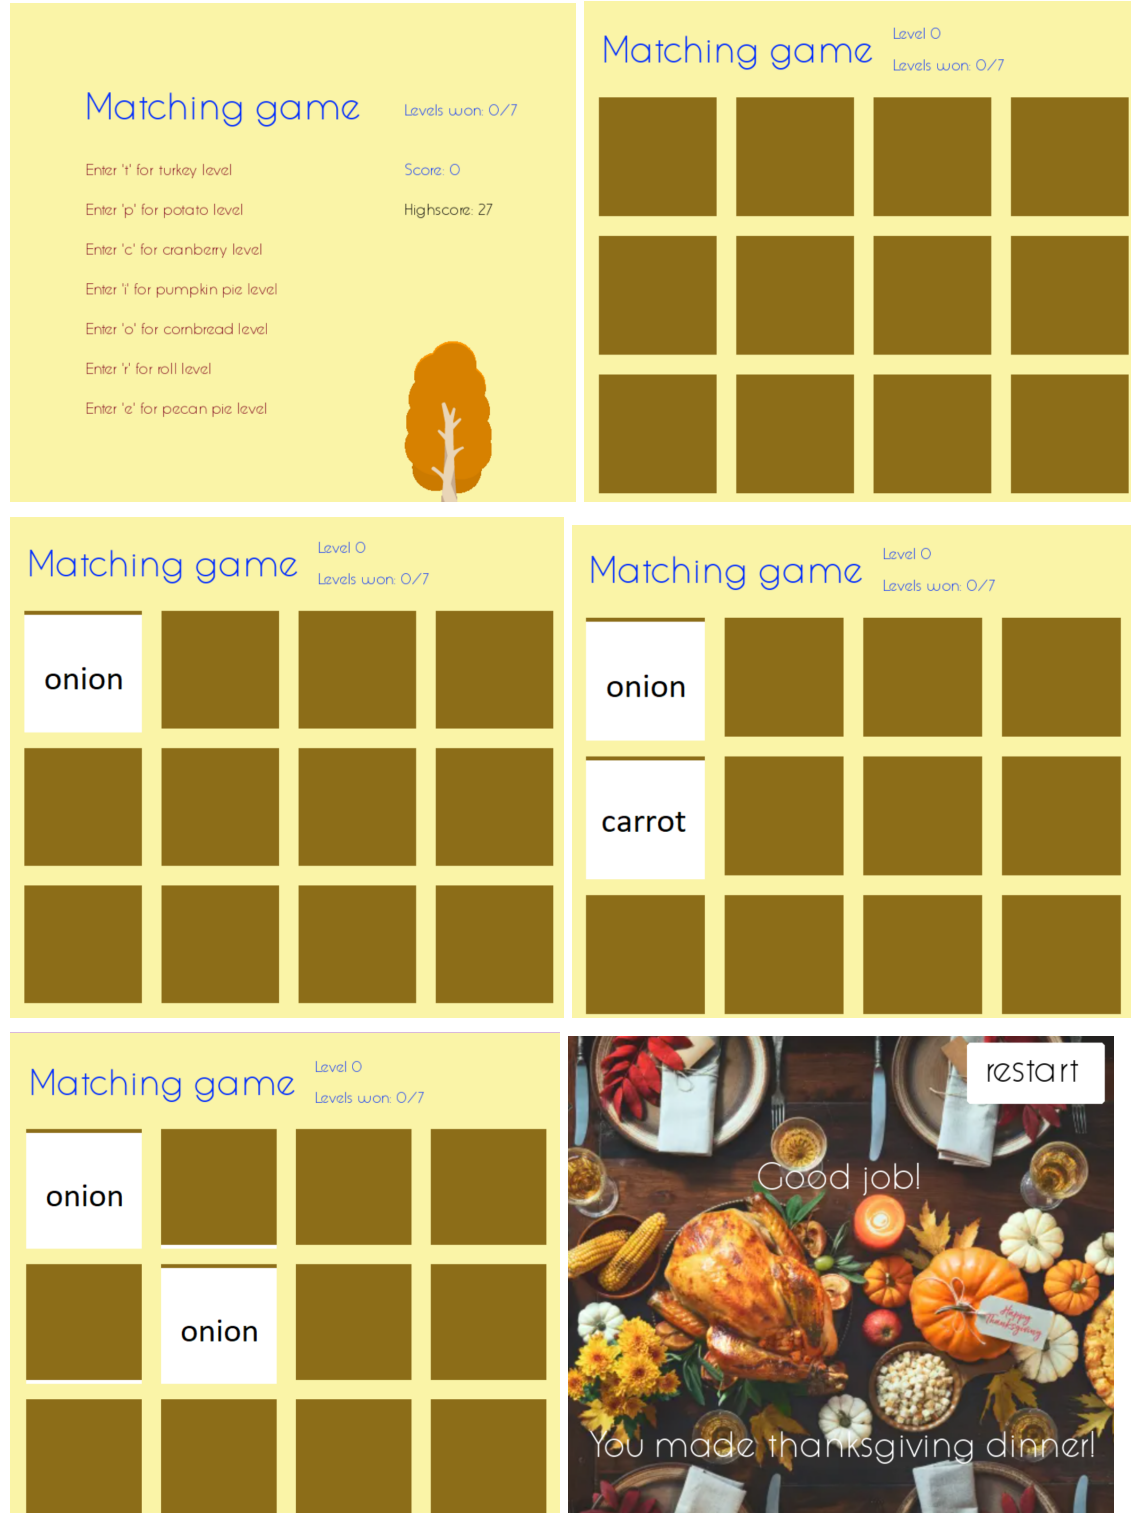 Matching game
Levels won: 0/7
Enter 't' for turkey level
Score: 0
Enter 'p' for potato level
Highscore: 27
Enter 'c' for cranberry level
Enter 'i' for pumpkin pie level
Enter 'o' for cornbread level
Enter 'r' for roll level
Enter 'e' for pecan pie level
Matching game
Level 0
Levels won: 0/7
Matching game
Level 0
Levels won: 0/7
onion
Matching game
Level 0
Levels won: 0/7
onion
carrot
Matching game
Level 0
Levels won: 0/7
onion
onion
restart
Good job!
Happy
thanksgiving
You made thanksgiving dinner!